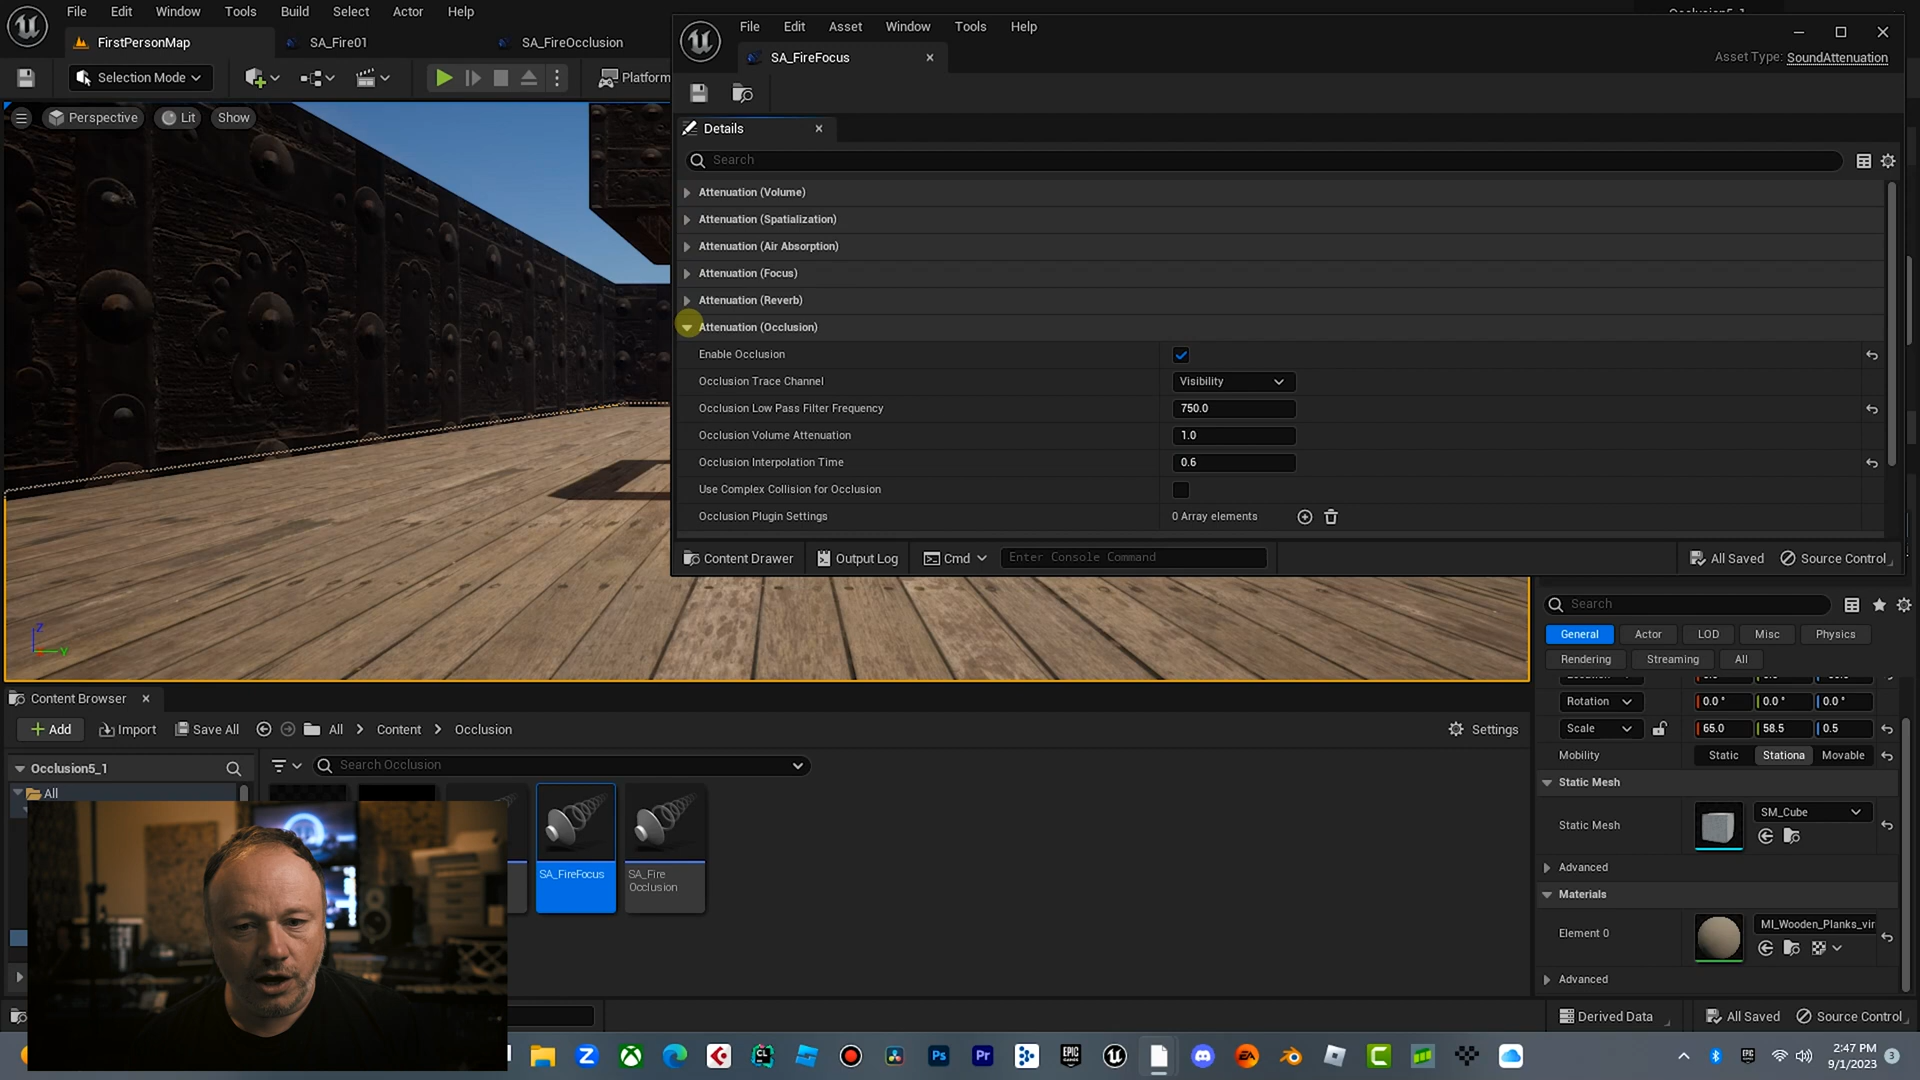 File Edit Window Tools Build Select Actor Help
FirstPersonMap SA_Fire01 SA_FireOcclusion
Selection Mode Platform
Perspective Lit Show
File Edit Asset Window Tools Help
SA_FireFocus
Asset Type: SoundAttenuation
Details
Search
Attenuation (Volume)
Attenuation (Spatialization)
Attenuation (Air Absorption)
Attenuation (Focus)
Attenuation (Reverb)
Attenuation (Occlusion)
Enable Occlusion
Occlusion Trace Channel Visibility
Occlusion Low Pass Filter Frequency 750.0
Occlusion Volume Attenuation 1.0
Occlusion Interpolation Time 0.6
Use Complex Collision for Occlusion
Occlusion Plugin Settings 0 Array elements
Content Drawer Output Log Cmd Enter Console Command All Saved Source Control
Z
Y
Search
General Actor LOD Misc Physics
Rendering Streaming All
Rotation 0.0° 0.0° 0.0°
Scale 65.0 58.5 0.5
Mobility Static Stationa Movable
Static Mesh
Static Mesh SM_Cube
Advanced
Materials
Element 0 MI_Wooden_Planks_vir
Advanced
Content Browser
Add Import Save All All Content Occlusion Settings
Occlusion5_1
Search Occlusion
All
SA_FireFocus
SA_Fire
Occlusion
Derived Data All Saved Source Control
2:47 PM
9/1/2023
3